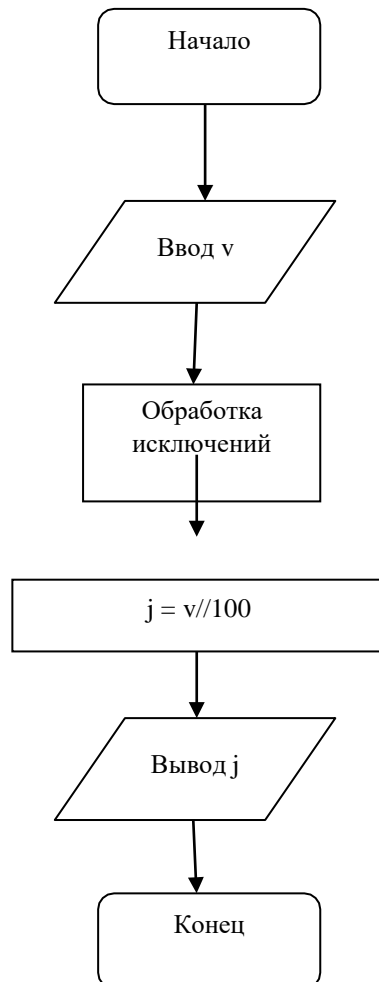 Начало
Ввод v
Обработка
исключений
j = v//100
Вывод j
Конец